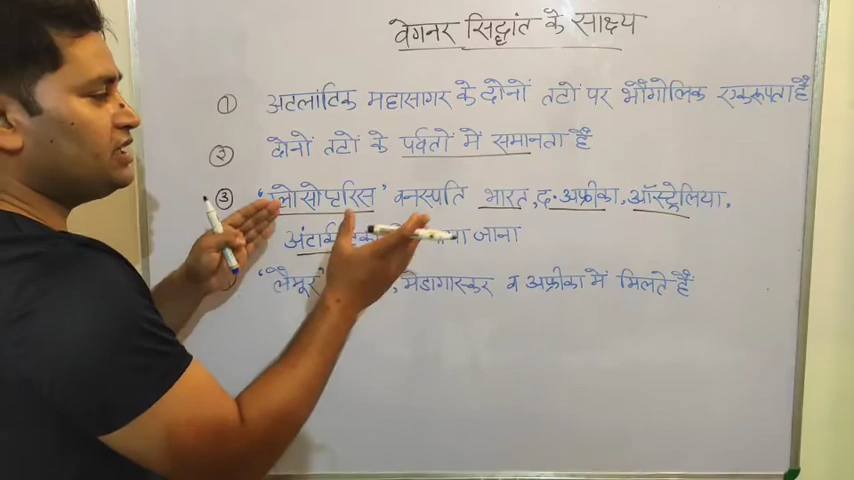 वेगनर सिद्धांत के साक्ष्य
① अटलांटिक महासागर के दोनों तटों पर भौगोलिक एकरूपता है
② दोनों तटों के पर्वतों में समानता है
③ वनस्पति भारत, द. अफ्रीका, ऑस्ट्रेलिया,
जाना
'लैमूर' , मेडागास्कर व अफ्रीका में मिलते हैं